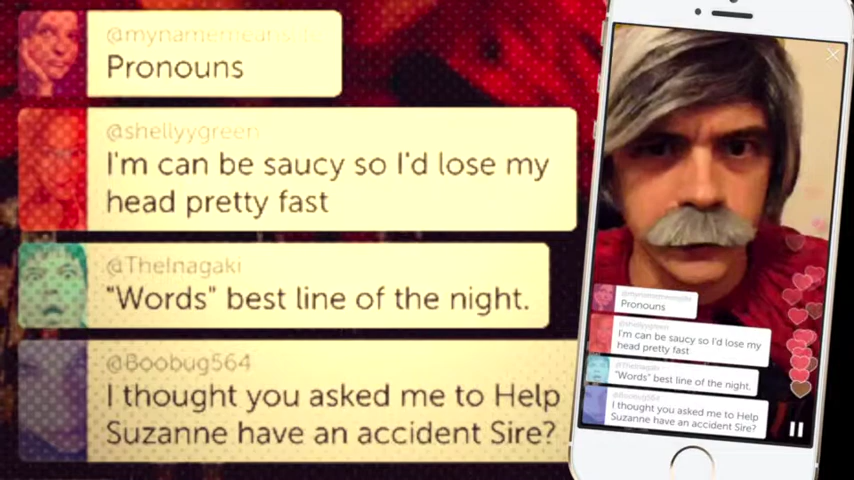 Pronouns
@shellyygreen
I'm can be saucy so I'd lose my
head pretty fast
@TheInagaki
"Words" best line of the night.
@Boobug564
I thought you asked me to Help
Suzanne have an accident Sire?
Pronouns
@shellyygreen
I'm can be saucy so I'd lose my
head pretty fast
@TheInagaki
"Words" best line of the night.
@Boobug564
I thought you asked me to Help
Suzanne have an accident Sire?